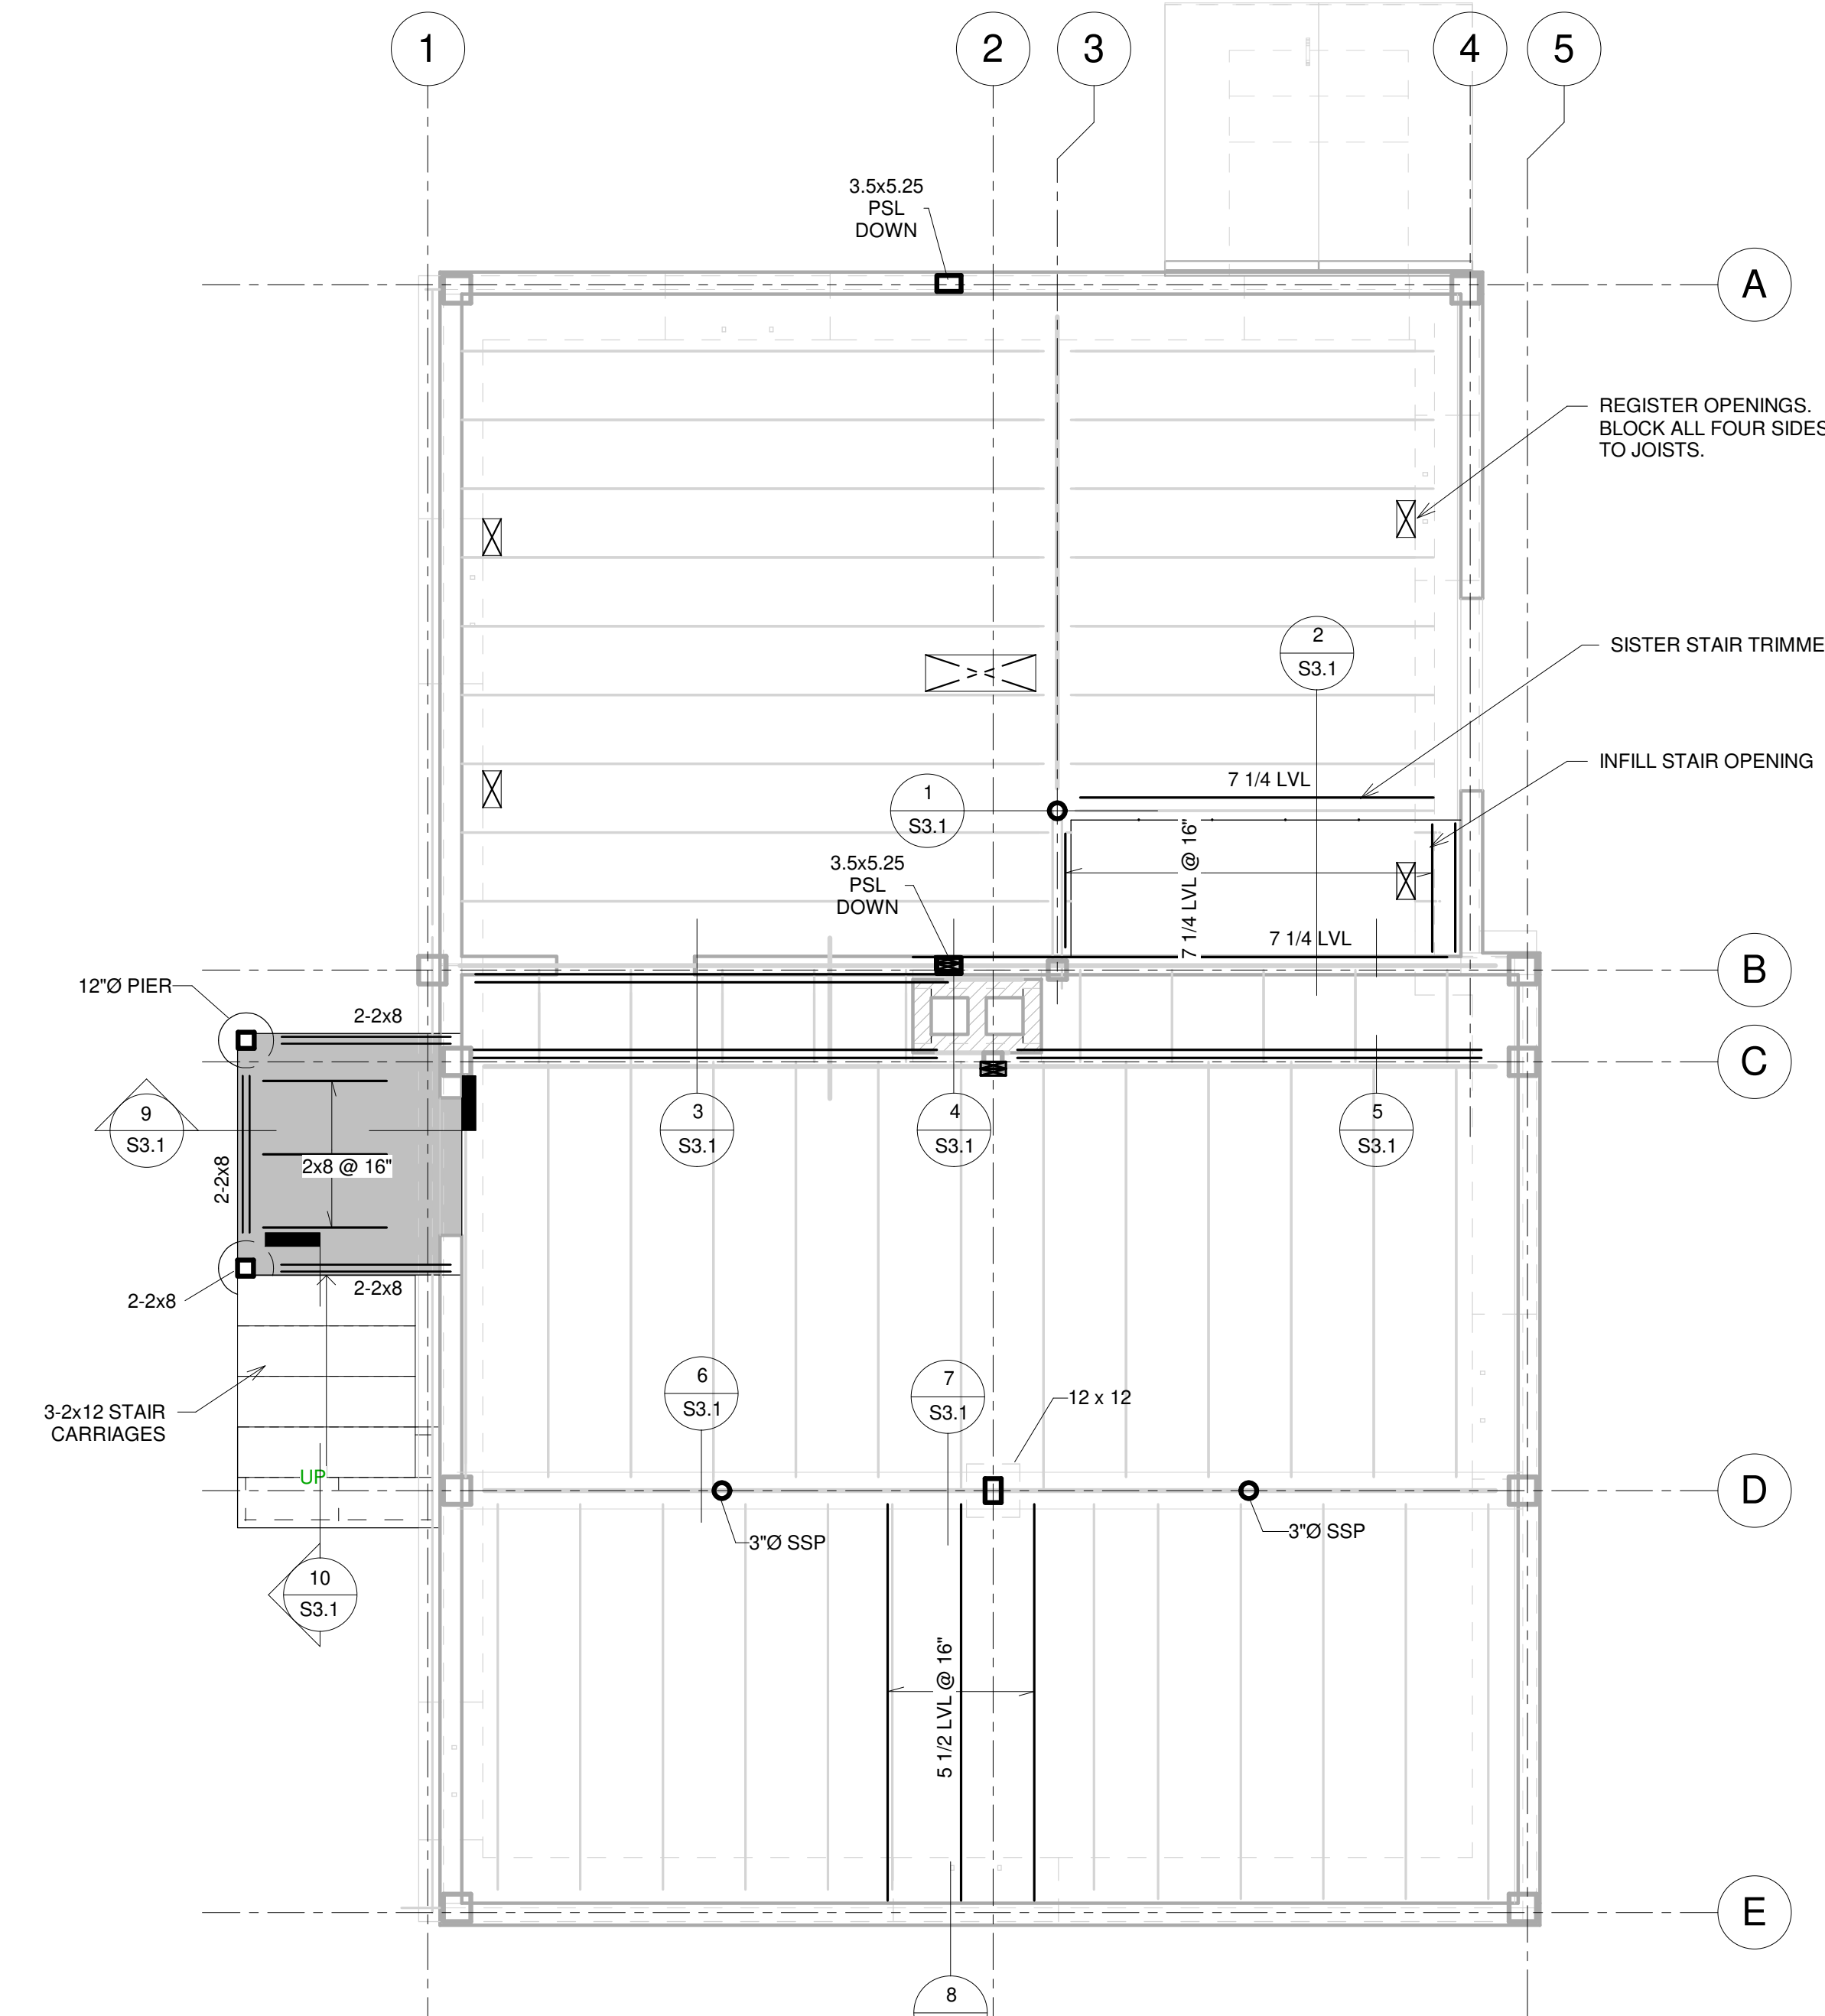 1
2
3
4
5
3.5x5.25
PSL
DOWN
A
REGISTER OPENINGS.
BLOCK ALL FOUR SIDES
TO JOISTS.
2
S3.1
SISTER STAIR TRIMME
INFILL STAIR OPENING
7 1/4 LVL
1
S3.1
7 1/4 LVL @ 16"
3.5x5.25
PSL
DOWN
7 1/4 LVL
B
12"Ø PIER
2-2x8
C
9
S3.1
3
S3.1
4
S3.1
5
S3.1
2x8 @ 16"
2-2x8
2-2x8
2-2x8
6
S3.1
7
S3.1
12 x 12
3-2x12 STAIR
CARRIAGES
UP
D
3"Ø SSP
3"Ø SSP
10
S3.1
5 1/2 LVL @ 16"
E
8